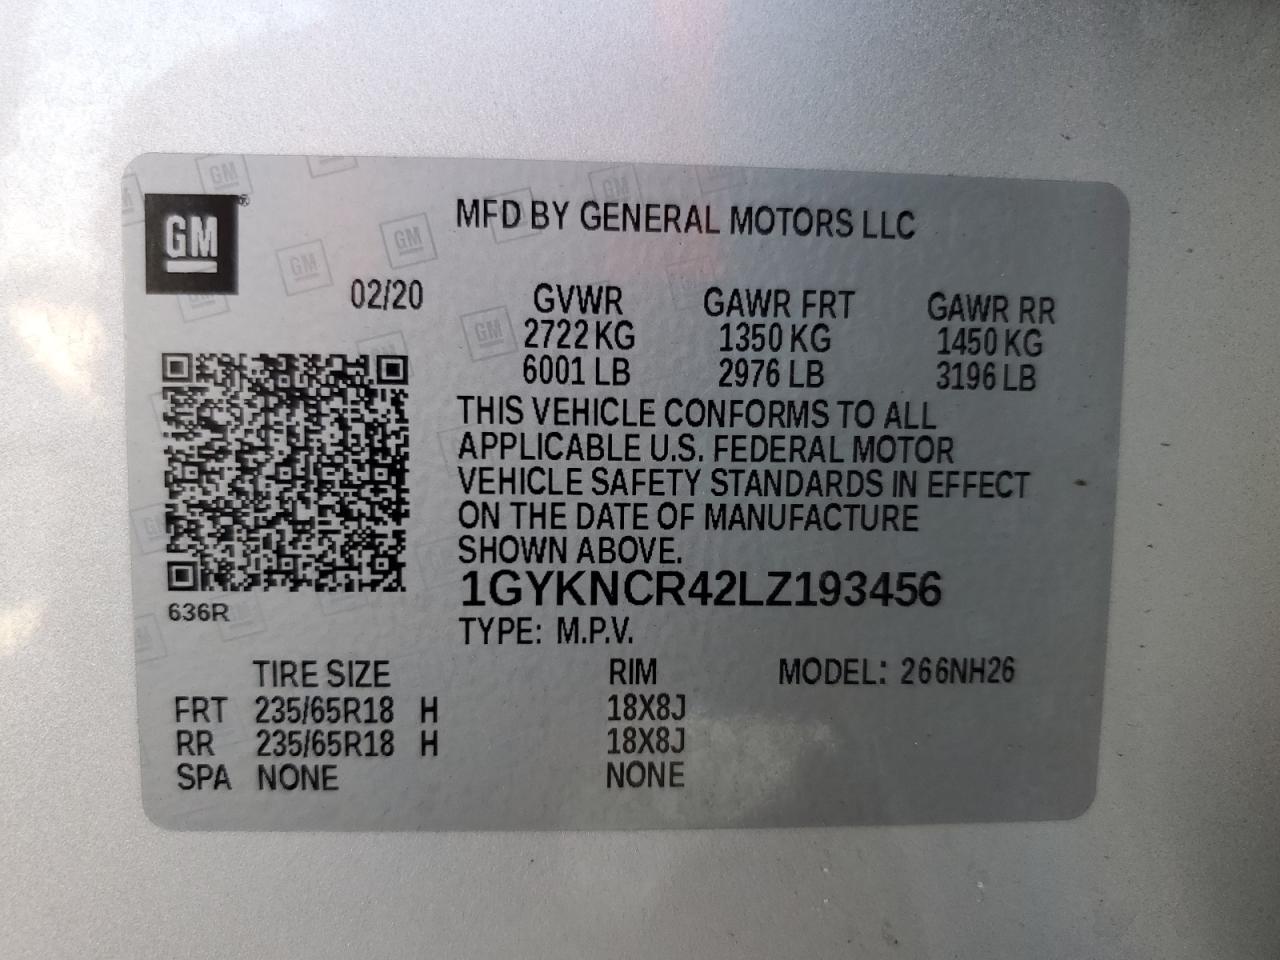 GM
MFD BY GENERAL MOTORS LLC
02/20
GVWR GAWR FRT GAWR RR
2722 KG 1350 KG 1450 KG
6001 LB 2976 LB 3196 LB
THIS VEHICLE CONFORMS TO ALL
APPLICABLE U.S. FEDERAL MOTOR
VEHICLE SAFETY STANDARDS IN EFFECT
ON THE DATE OF MANUFACTURE
SHOWN ABOVE.
1GYKNCR42LZ193456
636R
TYPE: M.P.V.
TIRE SIZE RIM MODEL: 266NH26
FRT 235/65R18 H 18X8J
RR 235/65R18 H 18X8J
SPA NONE NONE